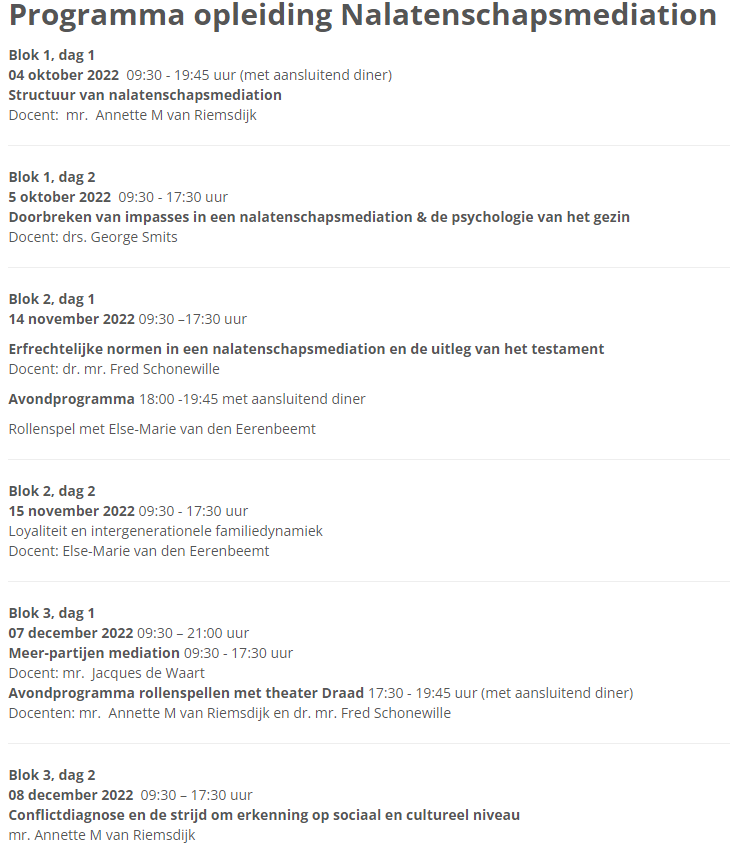 Programma opleiding Nalatenschapsmediation
Blok 1, dag 1
04 oktober 2022  09:30 - 19:45 uur (met aansluitend diner)
Structuur van nalatenschapsmediation
Docent:  mr.  Annette M van Riemsdijk
Blok 1, dag 2
5 oktober 2022  09:30 - 17:30 uur
Doorbreken van impasses in een nalatenschapsmediation & de psychologie van het gezin
Docent: drs. George Smits
Blok 2, dag 1
14 november 2022 09:30 –17:30 uur
Erfrechtelijke normen in een nalatenschapsmediation en de uitleg van het testament
Docent: dr. mr. Fred Schonewille
Avondprogramma 18:00 -19:45 met aansluitend diner
Rollenspel met Else-Marie van den Eerenbeemt
Blok 2, dag 2
15 november 2022 09:30 - 17:30 uur
Loyaliteit en intergenerationele familiedynamiek
Docent: Else-Marie van den Eerenbeemt
Blok 3, dag 1
07 december 2022 09:30 – 21:00 uur
Meer-partijen mediation 09:30 - 17:30 uur
Docent: mr.  Jacques de Waart
Avondprogramma rollenspellen met theater Draad 17:30 - 19:45 uur (met aansluitend diner)
Docenten: mr.  Annette M van Riemsdijk en dr. mr. Fred Schonewille
Blok 3, dag 2
08 december 2022  09:30 – 17:30 uur
Conflictdiagnose en de strijd om erkenning op sociaal en cultureel niveau
mr. Annette M van Riemsdijk